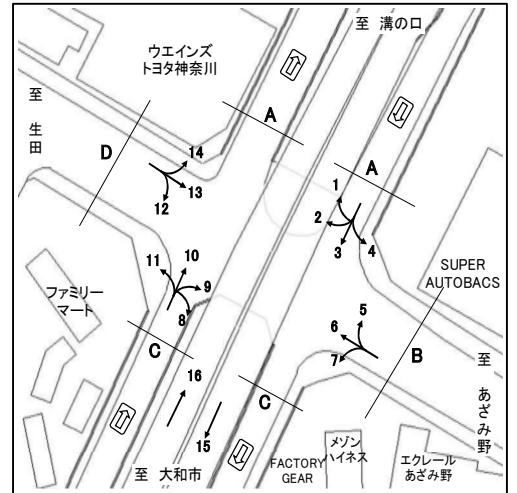 至 溝の口
ウエインズ
トヨタ神奈川
至
生
田
A
D
14
13
12
A
1
2
3
4
11
10
9
8
SUPER
AUTOBACS
ファミリー
マート
5
6
7
B
C
16
C
15
至
あ
ざ
み
野
至 大和市
FACTORY
GEAR
メゾン
ハイネス
エクレール
あざみ野